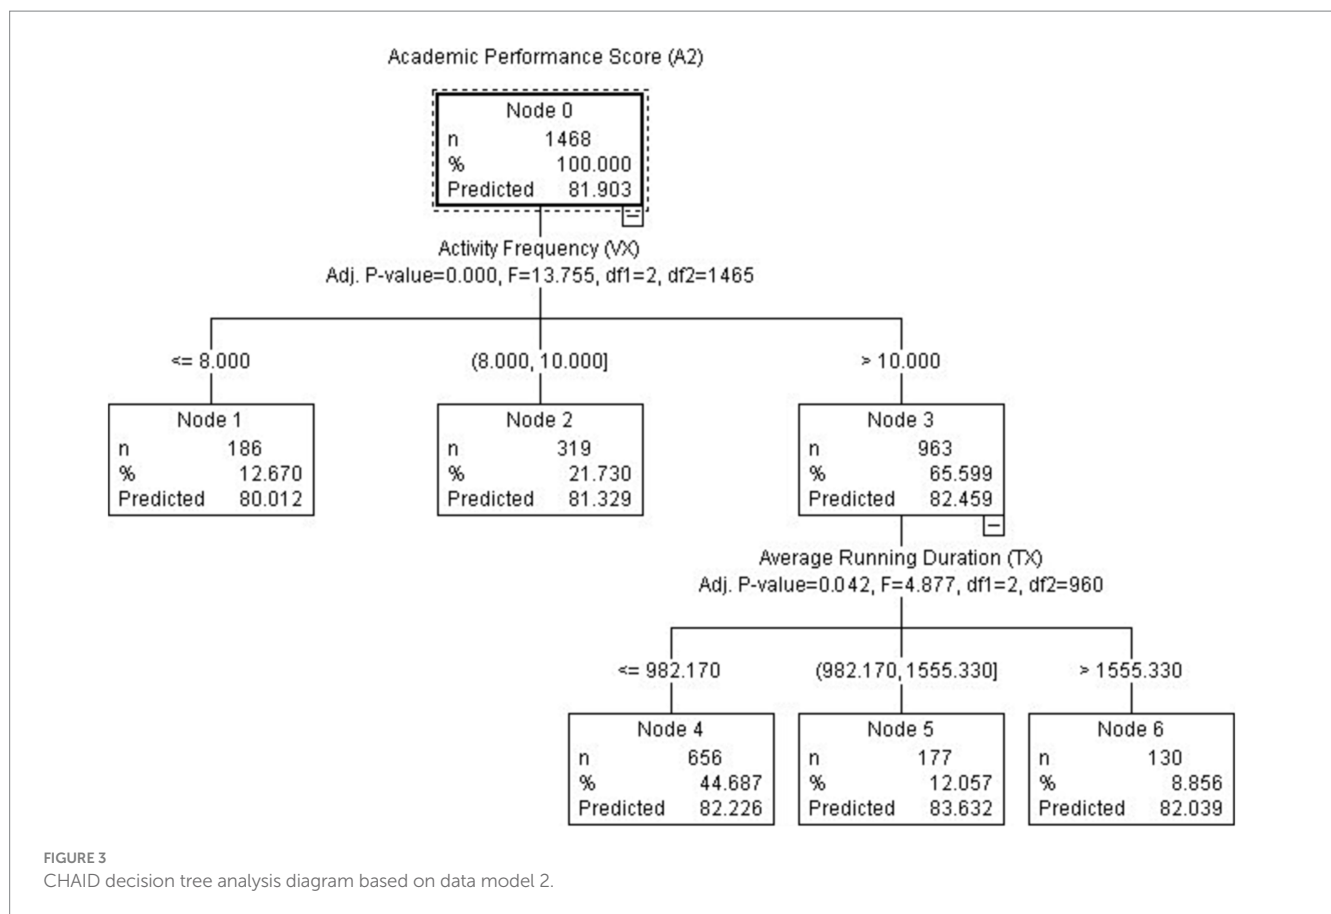 Academic Performance Score (A2)
Node 0
n 1468
% 100.000
Predicted 81.903
Activity Frequency (VX)
Adj. P-value=0.000, F=13.755, df1=2, df2=1465
<= 8.000
(8.000, 10.000]
> 10.000
Node 1
n 186
% 12.670
Predicted 80.012
Node 2
n 319
% 21.730
Predicted 81.329
Node 3
n 963
% 65.599
Predicted 82.459
Average Running Duration (TX)
Adj. P-value=0.042, F=4.877, df1=2, df2=960
<= 982.170
(982.170, 1555.330]
> 1555.330
Node 4
n 656
% 44.687
Predicted 82.226
Node 5
n 177
% 12.057
Predicted 83.632
Node 6
n 130
% 8.856
Predicted 82.039
FIGURE 3
CHAID decision tree analysis diagram based on data model 2.